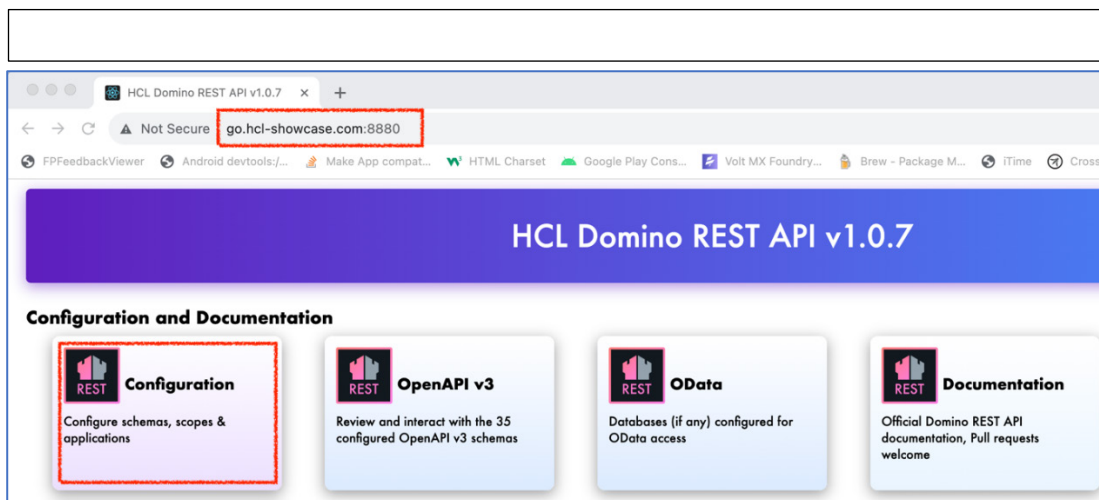 HCL Domino REST API v1.0.7
Not Secure go.hcl-showcase.com:8880
FPFeedbackViewer Android devtools:/... Make App compat... HTML Charset Google Play Cons... Volt MX Foundry... Brew - Package M... iTime Cross
HCL Domino REST API v1.0.7
Configuration and Documentation
REST Configuration
Configure schemas, scopes &
applications
REST OpenAPI v3
Review and interact with the 35
configured OpenAPI v3 schemas
REST OData
Databases (if any) configured for
OData access
REST Documentation
Official Domino REST API
documentation, Pull requests
welcome